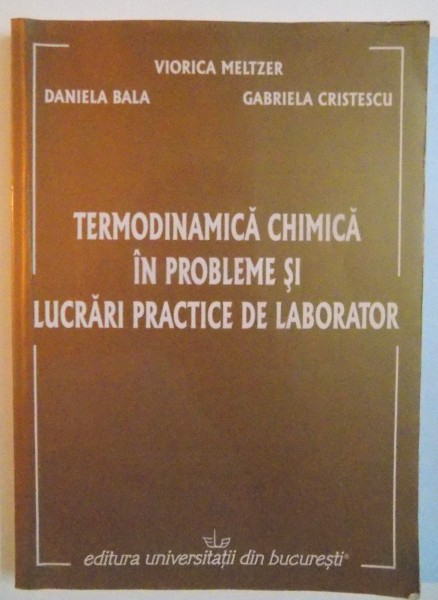 VIORICA MELTZER
DANIELA BALA GABRIELA CRISTESCU
TERMODINAMICĂ CHIMICĂ
ÎN PROBLEME ŞI
LUCRĂRI PRACTICE DE LABORATOR
editura universităţii din bucureşti®